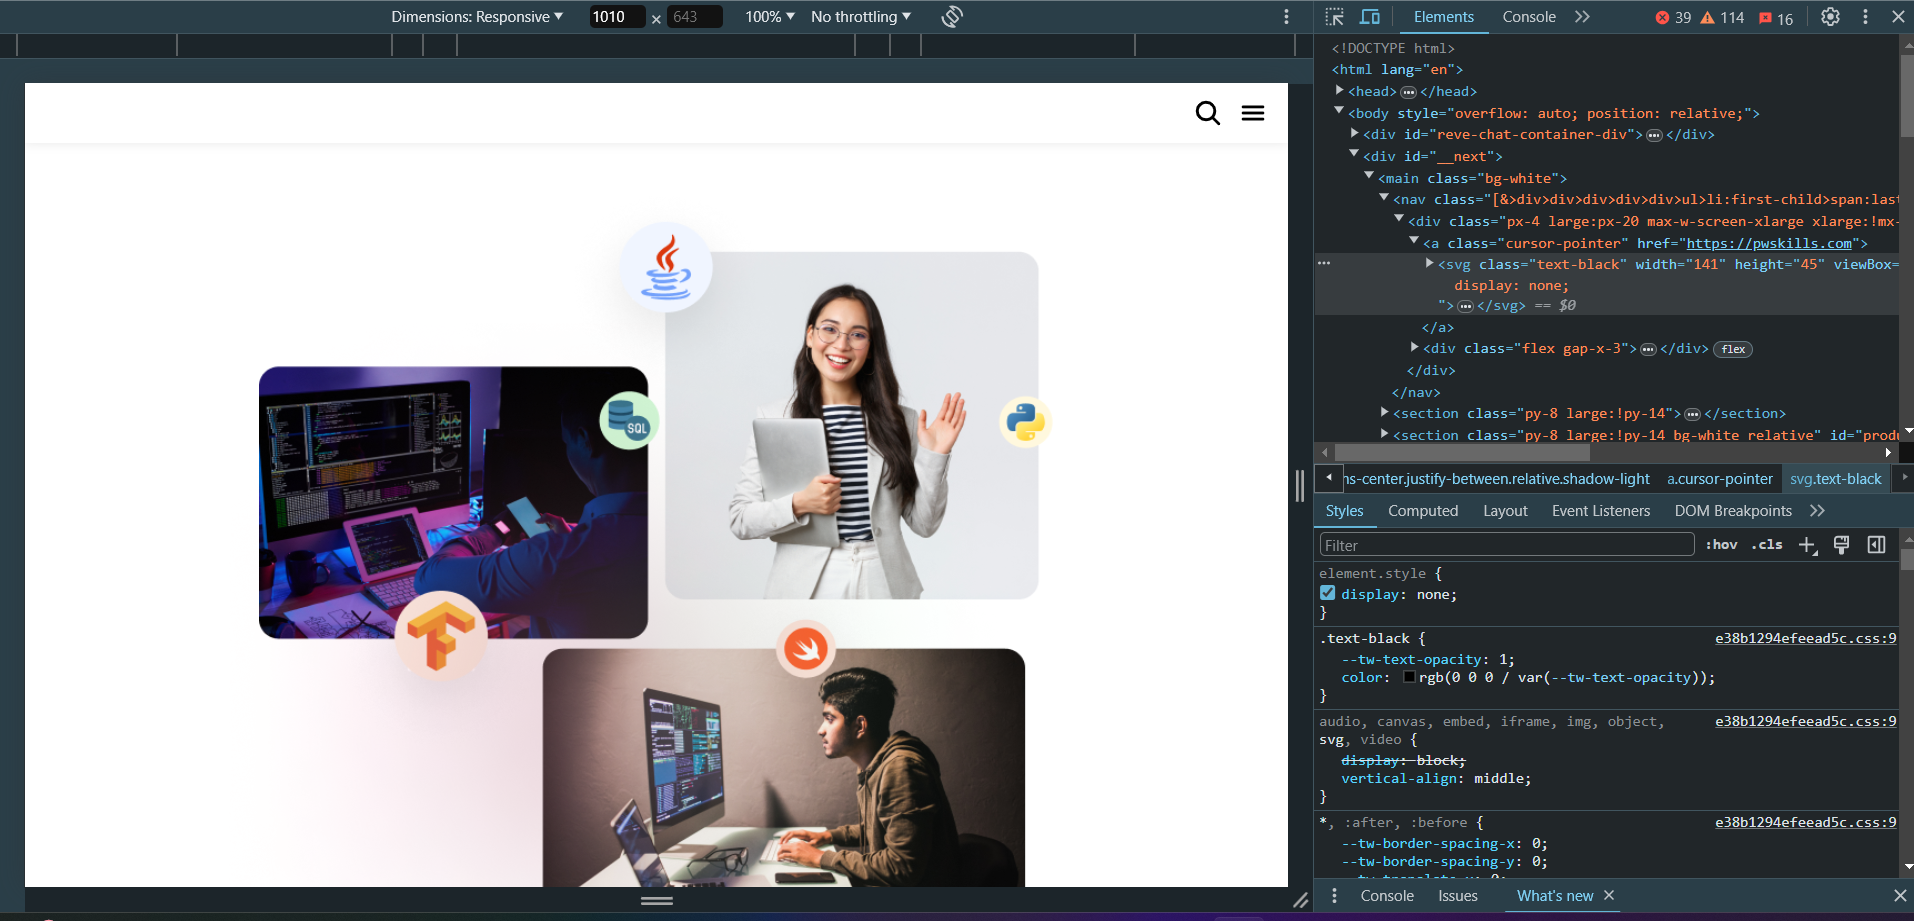 Dimensions: Responsive ▼ 1010 × 643 100% ▼ No throttling ▼
Elements Console 39 114 16
<!DOCTYPE html>
<html lang="en">
<head> ••• </head>
<body style="overflow: auto; position: relative;">
<div id="reve-chat-container-div"> ••• </div>
<div id="__next">
<main class="bg-white">
<nav class="[&>div>div>div>div>div>ul>li:first-child>span:last
<div class="px-4 large:px-20 max-w-screen-xlarge xlarge:!mx-
<a class="cursor-pointer" href="https://pwskills.com">
••• <svg class="text-black" width="141" height="45" viewBox=
display: none;
"> ••• </svg> == $0
</a>
<div class="flex gap-x-3"> ••• </div> flex
</div>
</nav>
<section class="py-8 large:!py-14"> ••• </section>
<section class="py-8 large:!py-14 bg-white relative" id="produ
ns-center.justify-between.relative.shadow-light a.cursor-pointer svg.text-black
Styles Computed Layout Event Listeners DOM Breakpoints
Filter :hov .cls
element.style {
display: none;
}
.text-black { e38b1294efeead5c.css:9
--tw-text-opacity: 1;
color: rgb(0 0 0 / var(--tw-text-opacity));
}
audio, canvas, embed, iframe, img, object, e38b1294efeead5c.css:9
svg, video {
display: block;
vertical-align: middle;
}
*, :after, :before { e38b1294efeead5c.css:9
--tw-border-spacing-x: 0;
--tw-border-spacing-y: 0;
Console Issues What's new
SQL